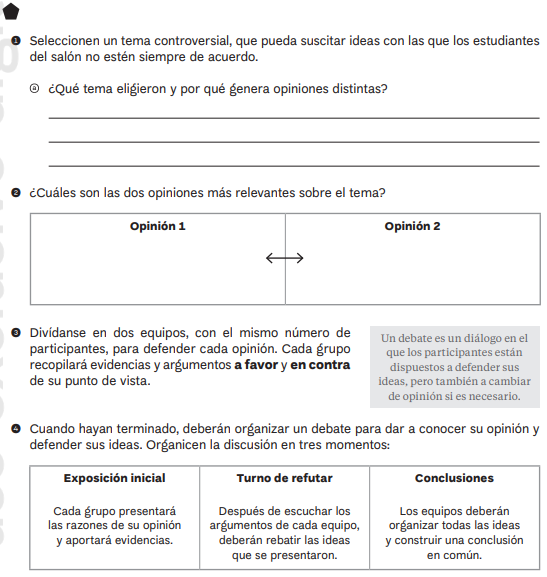 1 Seleccionen un tema controversial, que pueda suscitar ideas con las que los estudiantes
del salón no estén siempre de acuerdo.
a ¿Qué tema eligieron y por qué genera opiniones distintas?
2 ¿Cuáles son las dos opiniones más relevantes sobre el tema?
Opinión 1
Opinión 2
3 Divídanse en dos equipos, con el mismo número de
participantes, para defender cada opinión. Cada grupo
recopilará evidencias y argumentos a favor y en contra
de su punto de vista.
Un debate es un diálogo en el
que los participantes están
dispuestos a defender sus
ideas, pero también a cambiar
de opinión si es necesario.
4 Cuando hayan terminado, deberán organizar un debate para dar a conocer su opinión y
defender sus ideas. Organicen la discusión en tres momentos:
Exposición inicial
Cada grupo presentará
las razones de su opinión
y aportará evidencias.
Turno de refutar
Después de escuchar los
argumentos de cada equipo,
deberán rebatir las ideas
que se presentaron.
Conclusiones
Los equipos deberán
organizar todas las ideas
y construir una conclusión
en común.